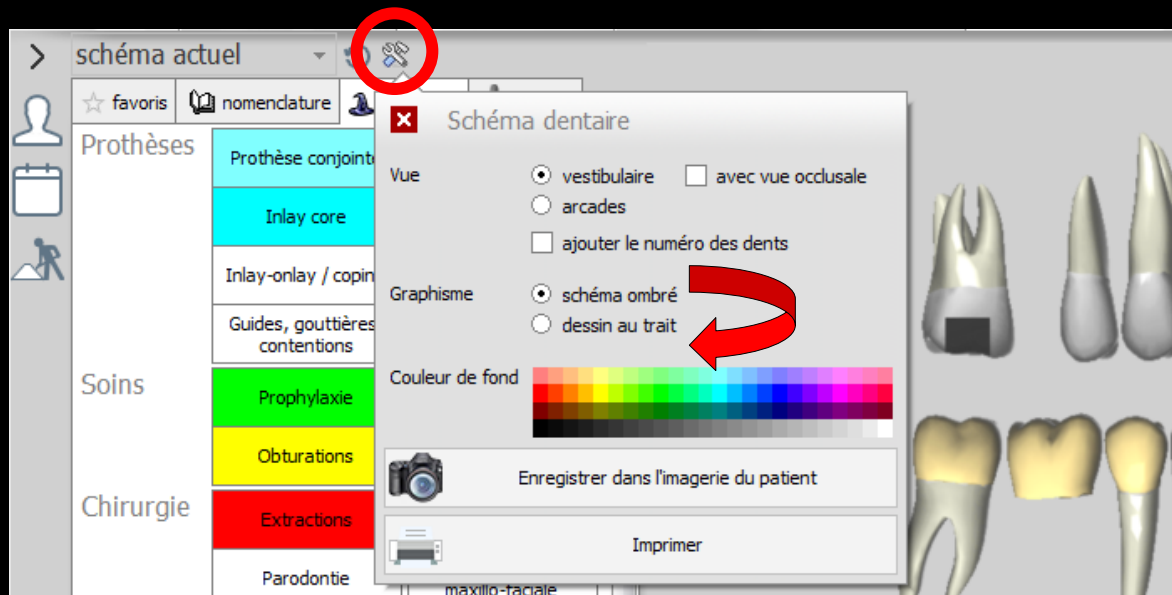 schéma actuel
favoris
nomenclature
Prothèses
Prothèse conjointe
Inlay core
Inlay-onlay / copin
Guides, gouttières
contentions
Soins
Prophylaxie
Obturations
Chirurgie
Extractions
Parodontie
maxillo-faciale
Schéma dentaire
Vue
vestibulaire
avec vue occlusale
arcades
ajouter le numéro des dents
Graphisme
schéma ombré
dessin au trait
Couleur de fond
Enregistrer dans l'imagerie du patient
Imprimer